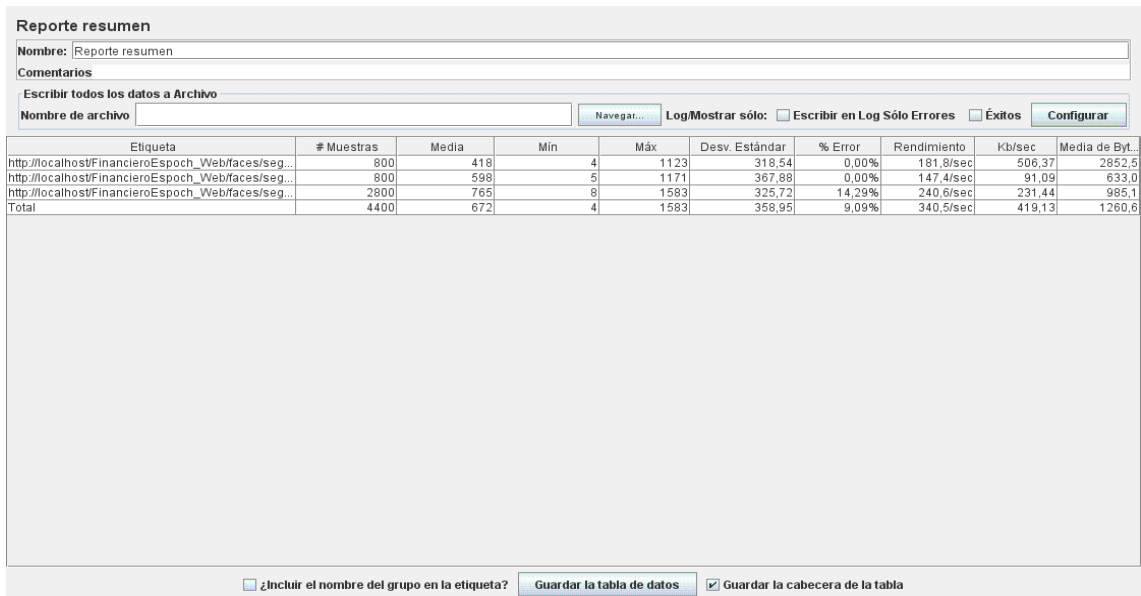 Reporte resumen
Nombre: Reporte resumen
Comentarios
Escribir todos los datos a Archivo
Nombre de archivo Navegar... Log/Mostrar sólo: Escribir en Log Sólo Errores Éxitos Configurar
Etiqueta # Muestras Media Mín Máx Desv. Estándar % Error Rendimiento Kb/sec Media de Byt...
http://localhost/FinancieroEspoch_Web/faces/seg... 800 418 4 1123 318,54 0,00% 181,8/sec 506,37 2852,5
http://localhost/FinancieroEspoch_Web/faces/seg... 800 598 5 1171 367,88 0,00% 147,4/sec 91,09 633,0
http://localhost/FinancieroEspoch_Web/faces/seg... 2800 765 8 1583 325,72 14,29% 240,6/sec 231,44 985,1
Total 4400 672 4 1583 358,95 9,09% 340,5/sec 419,13 1260,6
¿Incluir el nombre del grupo en la etiqueta? Guardar la tabla de datos Guardar la cabecera de la tabla